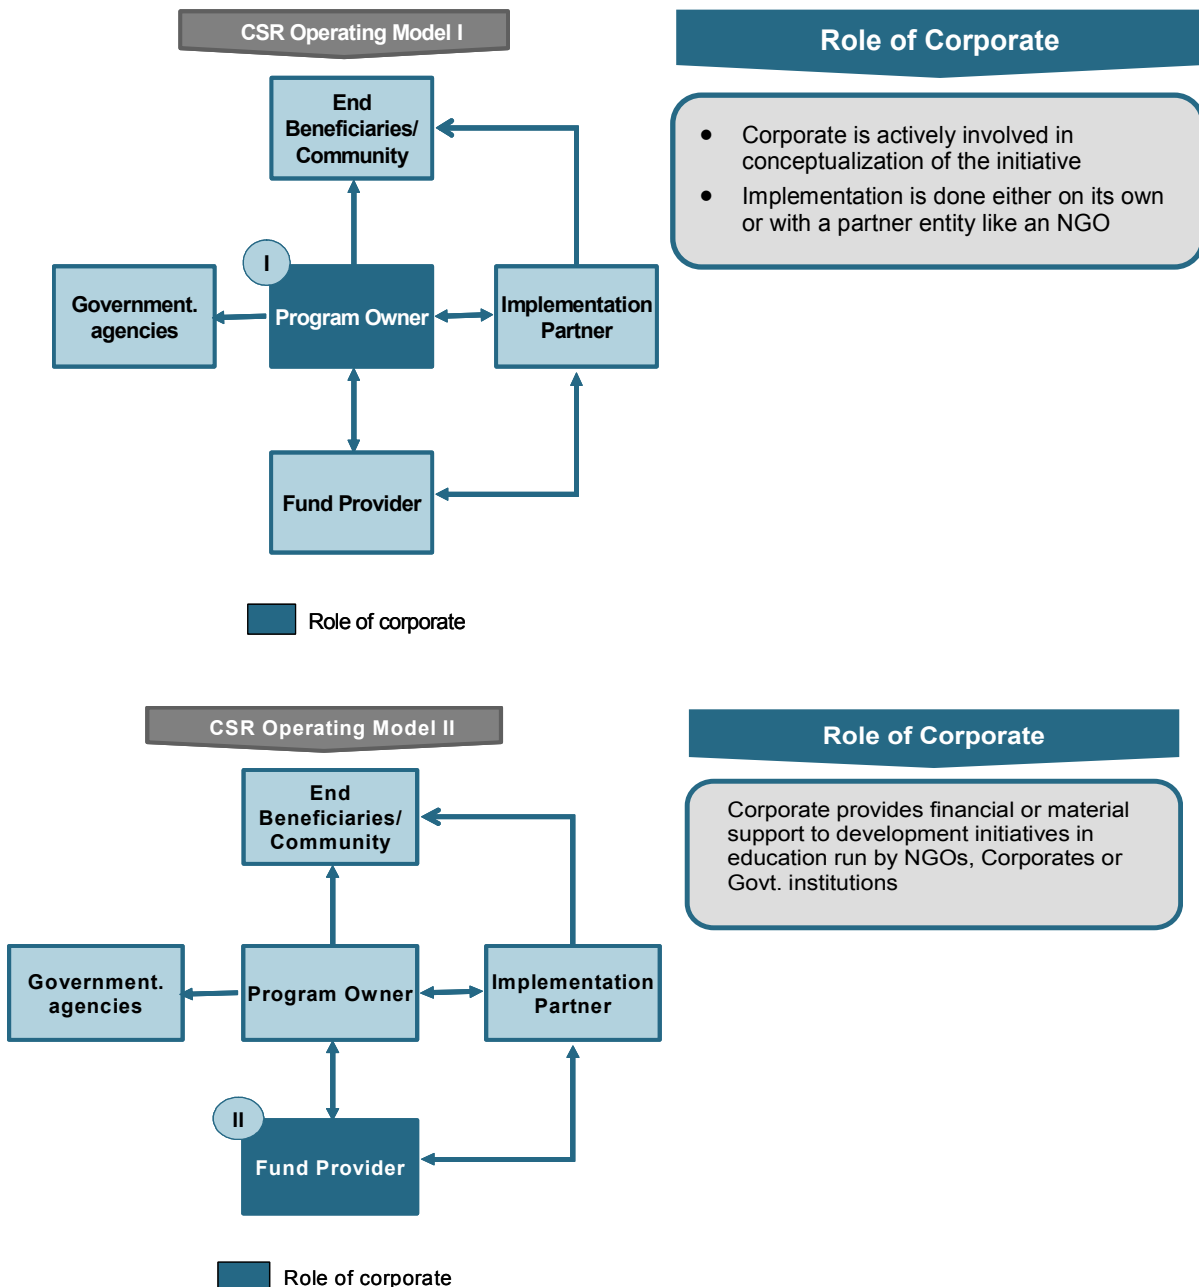 CSR Operating Model I
Role of Corporate
End
Beneficiaries/
Community
• Corporate is actively involved in
conceptualization of the initiative
• Implementation is done either on its own
or with a partner entity like an NGO
I
Government.
agencies
Program Owner
Implementation
Partner
Fund Provider
Role of corporate
CSR Operating Model II
Role of Corporate
End
Beneficiaries/
Community
Corporate provides financial or material
support to development initiatives in
education run by NGOs, Corporates or
Govt. institutions
Government.
agencies
Program Owner
Implementation
Partner
II
Fund Provider
Role of corporate